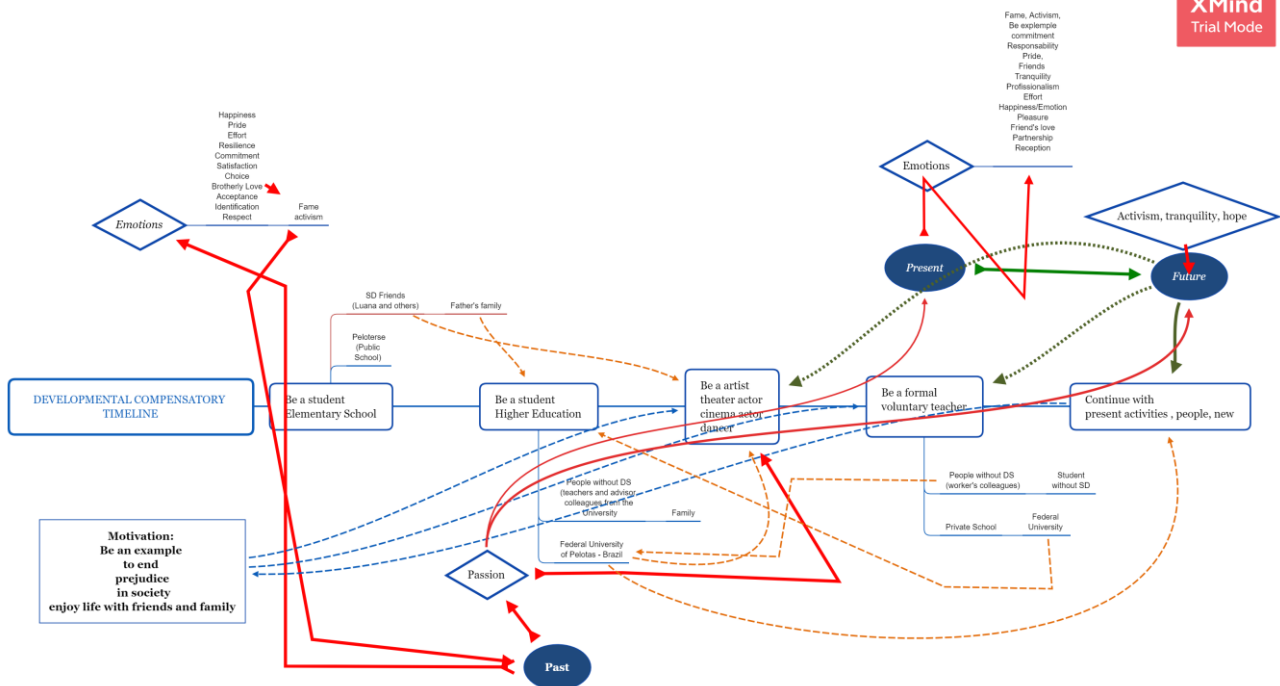 XMind
Trial Mode
Fame, Activism,
Be explemple
commitment
Responsability
Pride,
Friends
Tranquility
Profissionalism
Effort
Happiness/Emotion
Pleasure
Friend's love
Partnership
Reception
Emotions
Happiness
Pride
Effort
Resilience
Commitment
Satisfaction
Choice
Brotherly Love
Acceptance
Identification
Respect
Fame
activism
Emotions
Activism, tranquility, hope
Present
Future
SD Friends
(Luana and others)
Father's family
Peloterse
(Public
School)
DEVELOPMENTAL COMPENSATORY
TIMELINE
Be a student
Elementary School
Be a student
Higher Education
Be a artist
theater actor
cinema actor
dancer
Be a formal
voluntary teacher
Continue with
present activities , people, new
People without DS
(teachers and advisor
colleagues from the
University
Family
Federal University
of Pelotas - Brazil
People without DS
(worker's colleagues)
Student
without SD
Private School
Federal
University
Motivation:
Be an example
to end
prejudice
in society
enjoy life with friends and family
Passion
Past